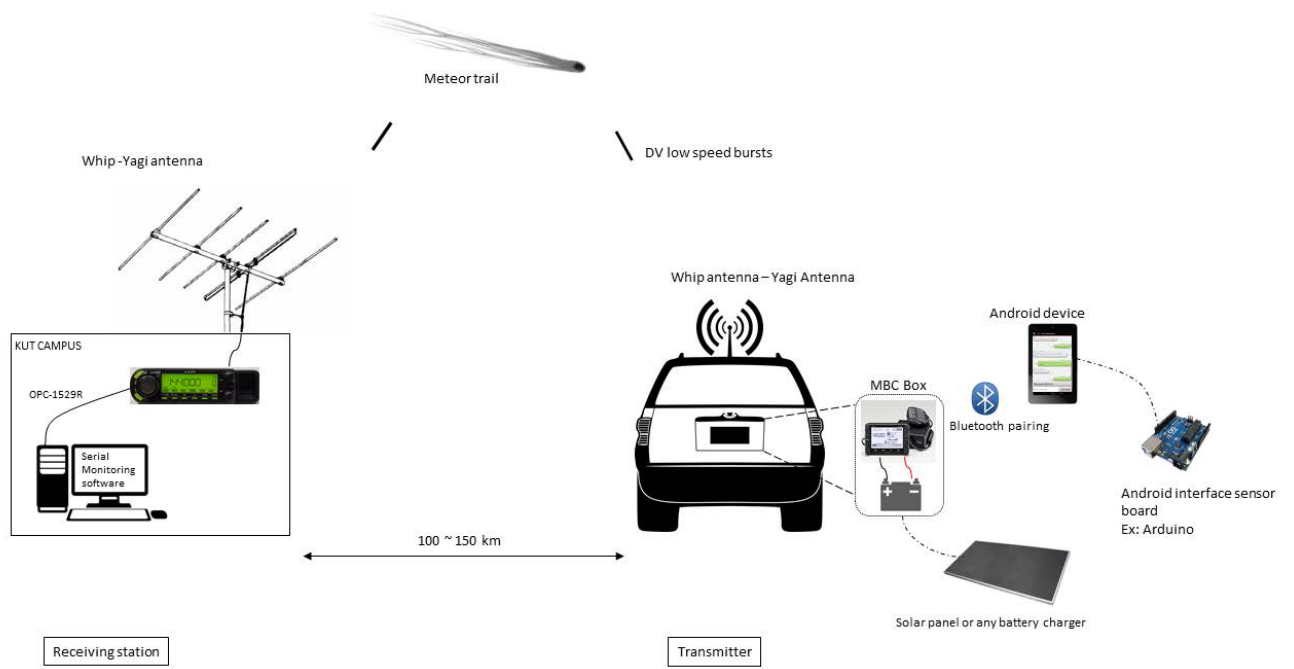 Meteor trail
DV low speed bursts
Whip -Yagi antenna
Whip antenna – Yagi Antenna
Android device
KUT CAMPUS
OPC-1529R
MBC Box
Bluetooth pairing
Serial
Monitoring
software
Android interface sensor
board
Ex: Arduino
100 ~ 150 km
Solar panel or any battery charger
Receiving station
Transmitter